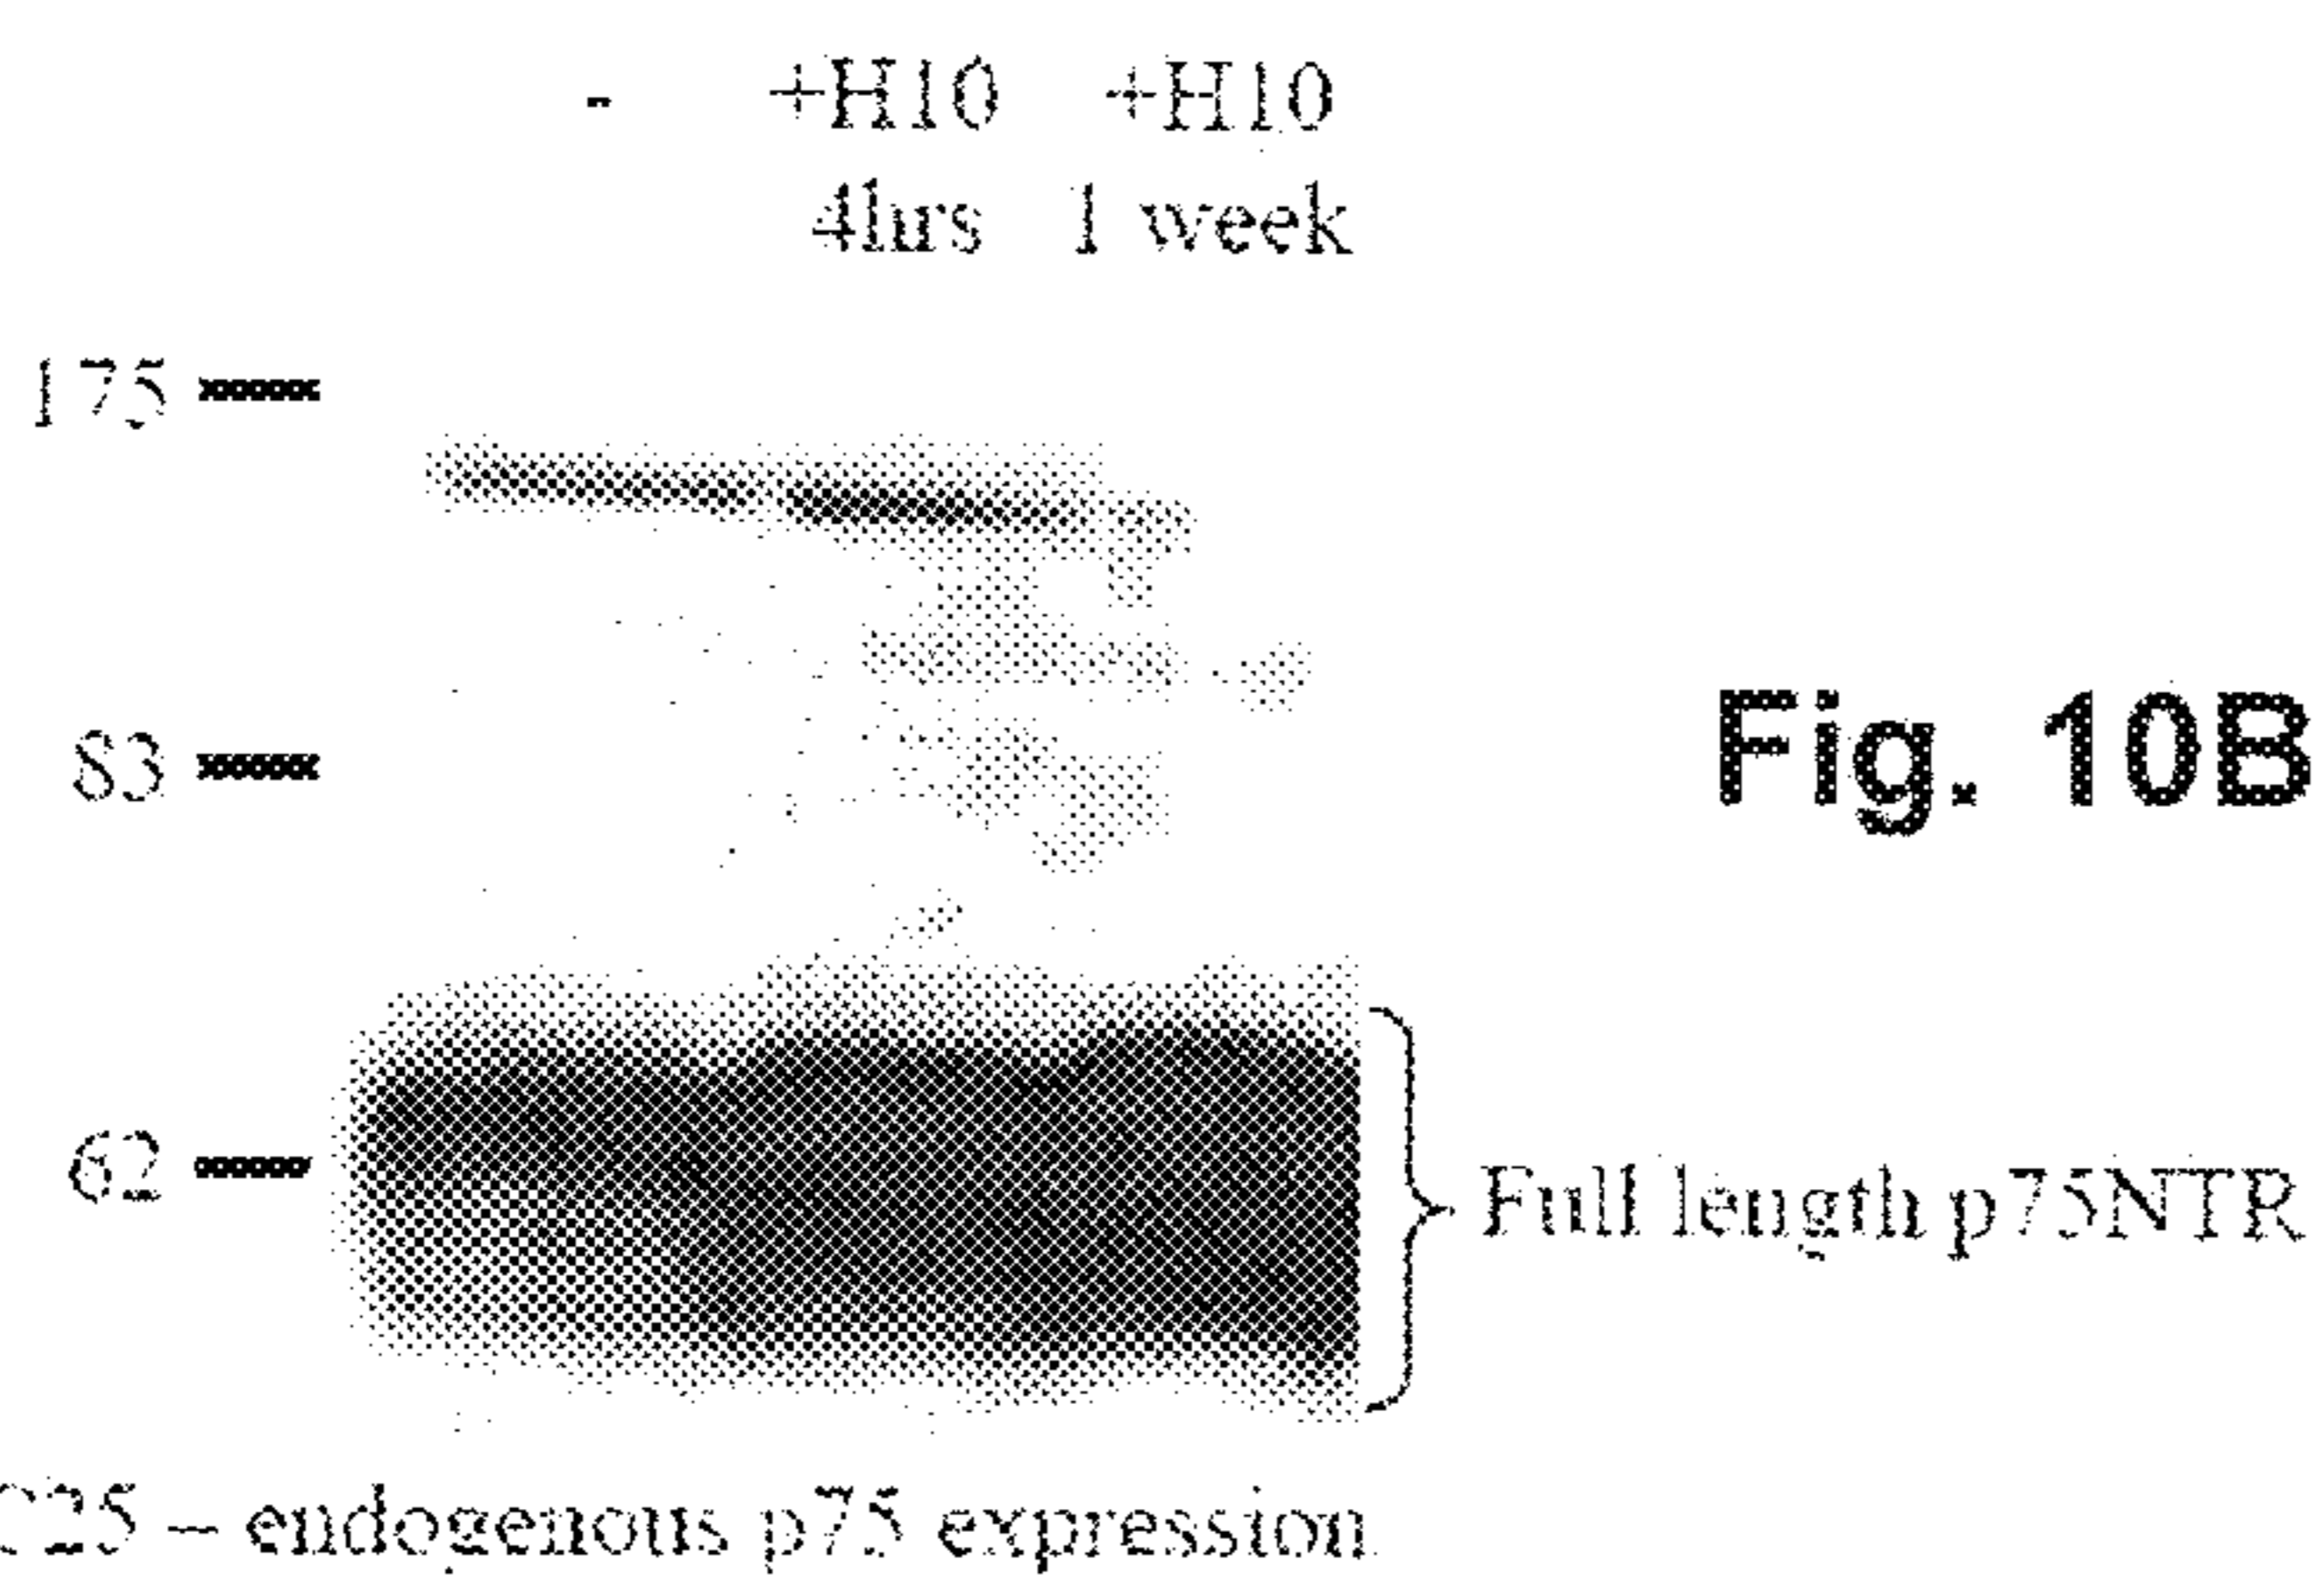 - +H10 +H10
4hrs 1 week
175
83
Fig. 10B
62
Full length p75NTR
C25 – endogenous p75 expression